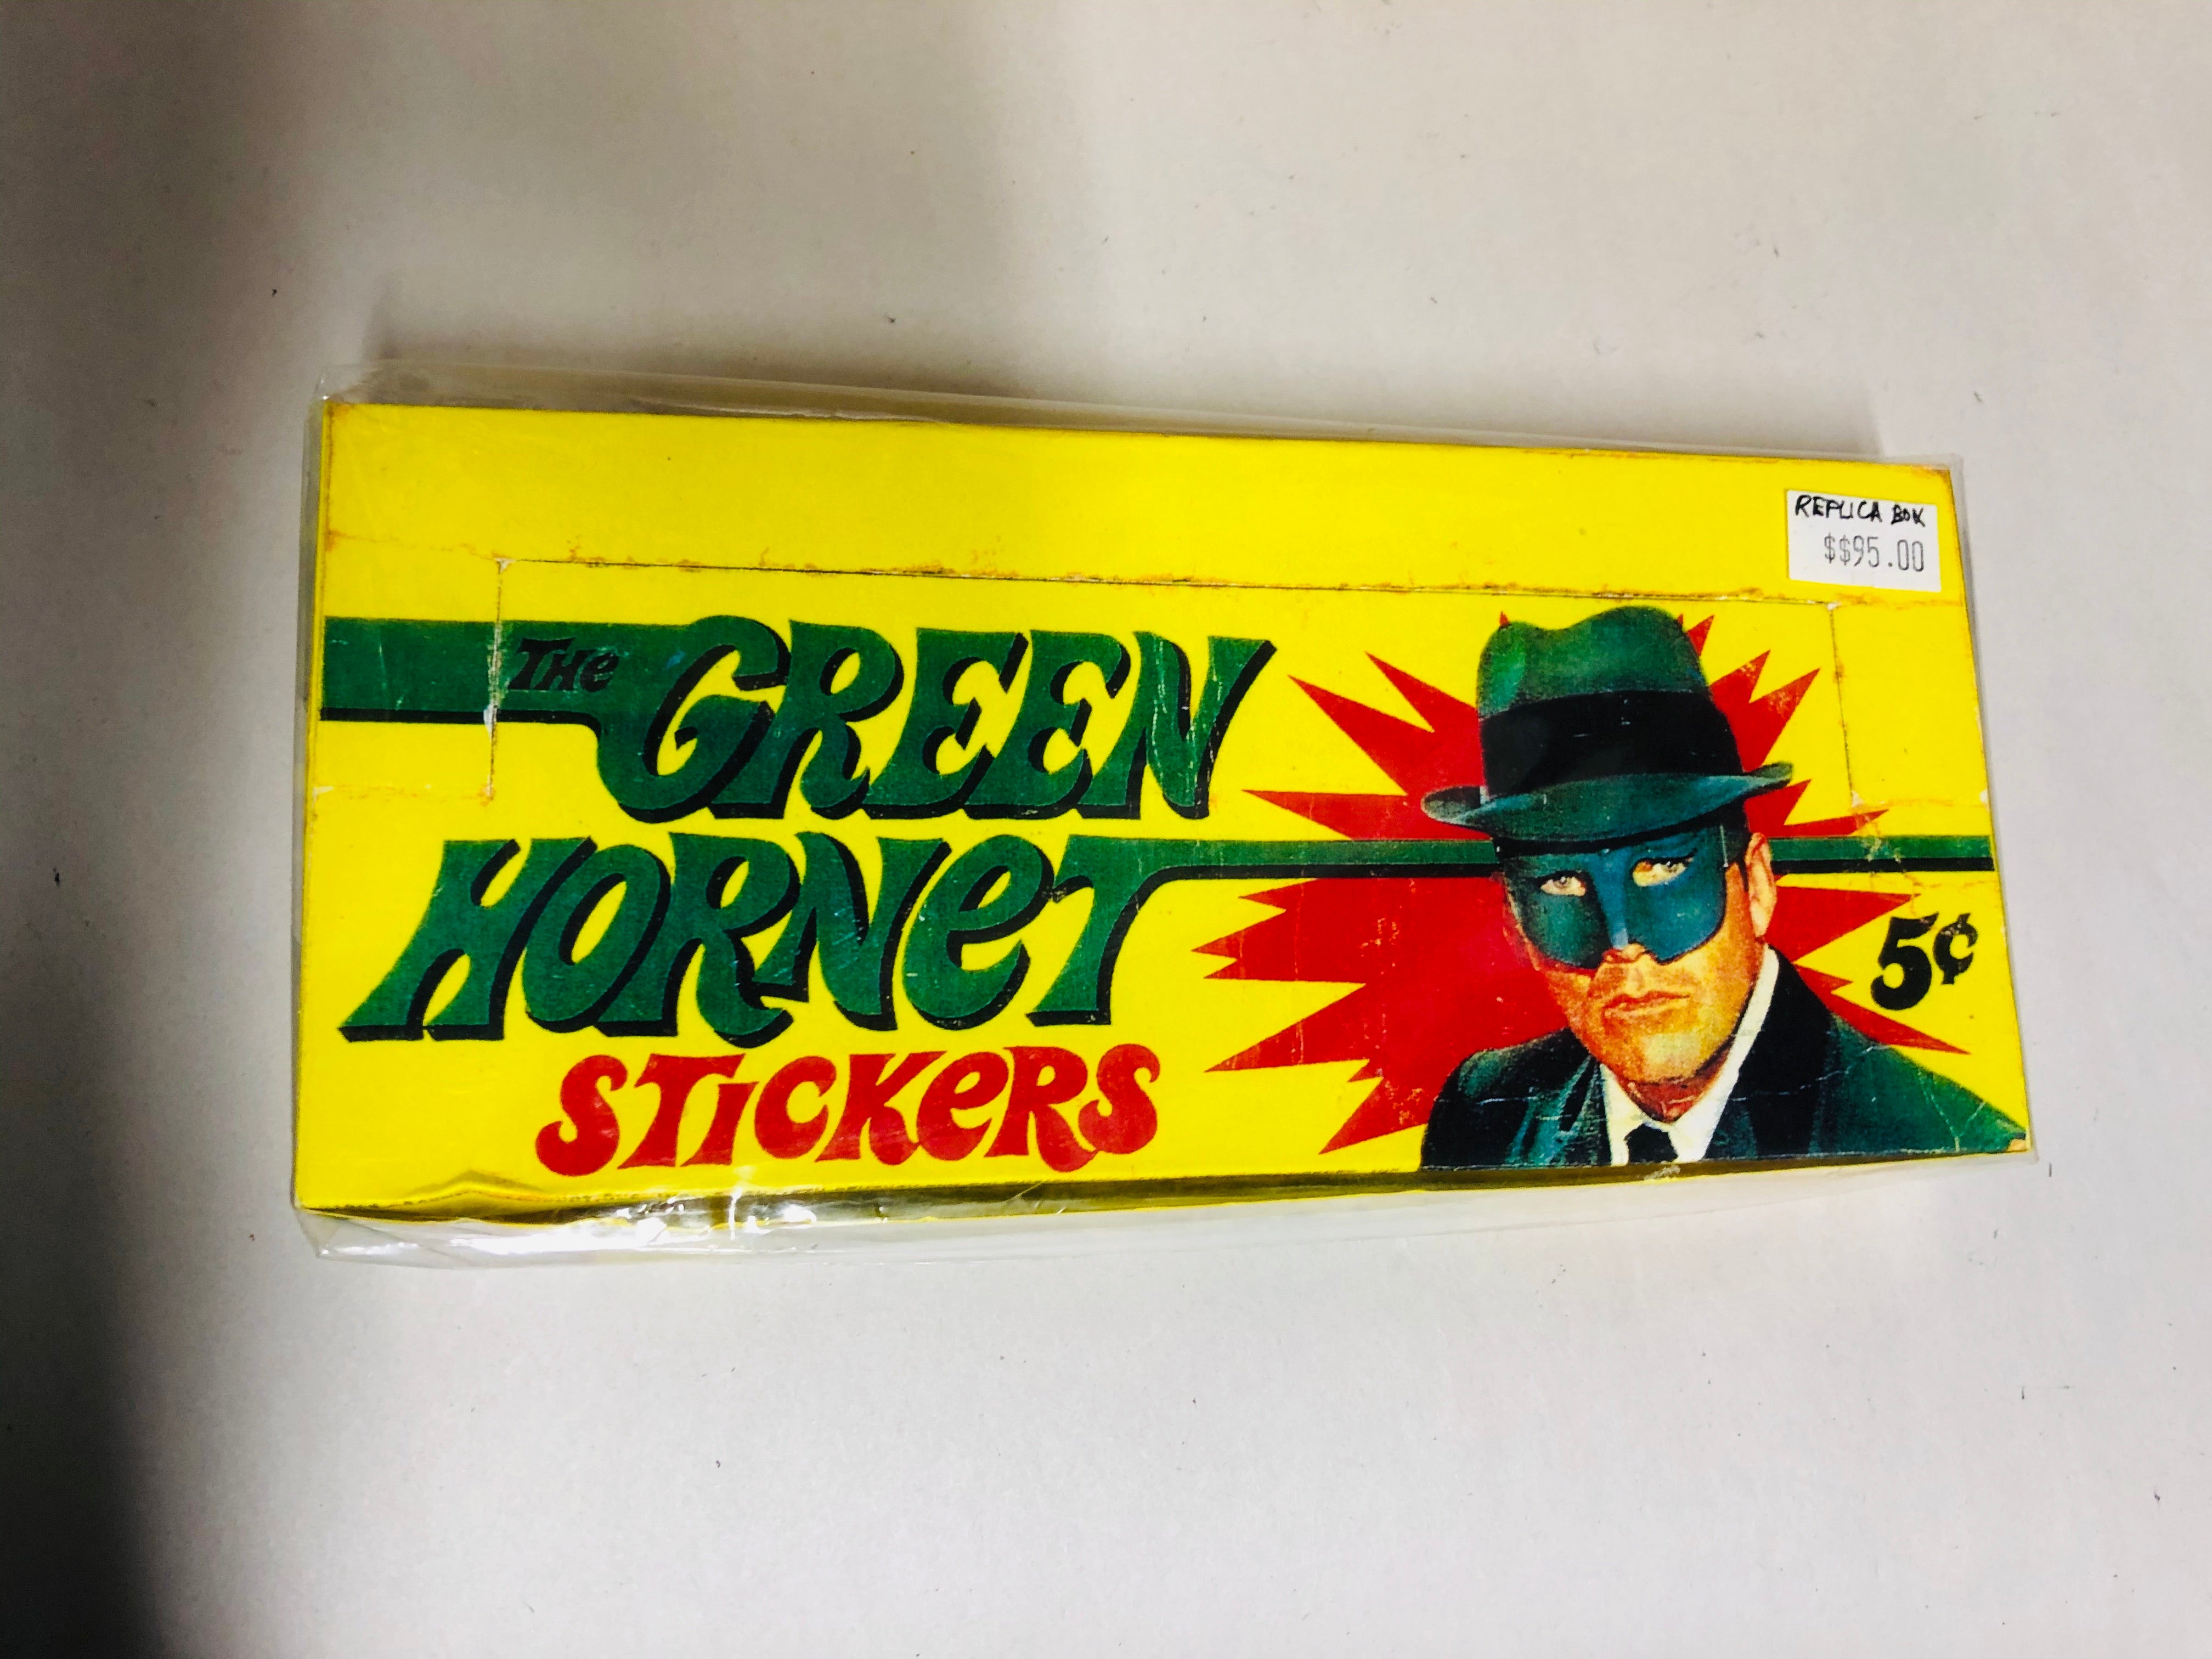 REPLICA BOX
$$95.00
THe GREEN
HORNeT
STiCKeRS
5¢